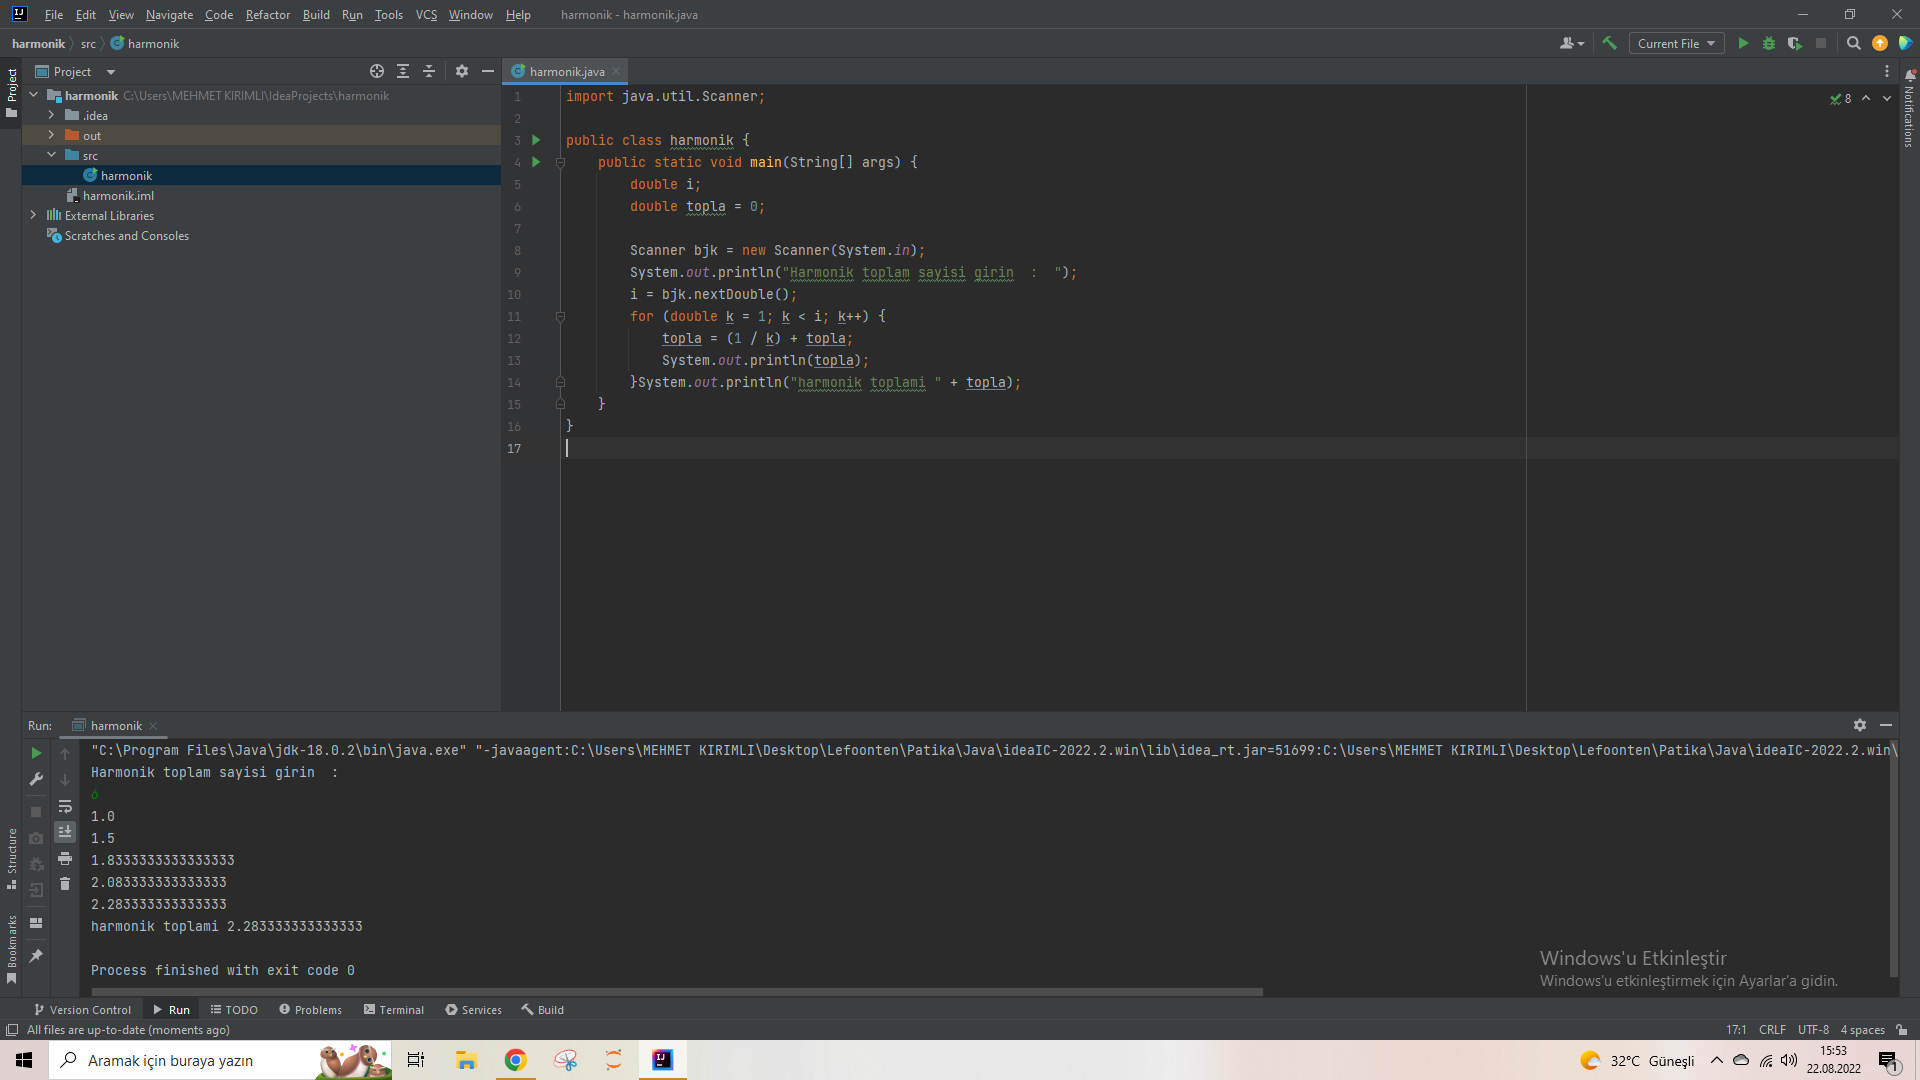 File Edit View Navigate Code Refactor Build Run Tools VCS Window Help harmonik - harmonik.java
harmonik src harmonik
Current File
Project
harmonik.java
Project
Notifications
harmonik C:\Users\MEHMET KIRIMLI\IdeaProjects\harmonik
.idea
out
src
harmonik
harmonik.iml
External Libraries
Scratches and Consoles
8
1 import java.util.Scanner;
2
3 public class harmonik {
4 public static void main(String[] args) {
5 double i;
6 double topla = 0;
7
8 Scanner bjk = new Scanner(System.in);
9 System.out.println("Harmonik toplam sayisi girin  :  ");
10 i = bjk.nextDouble();
11 for (double k = 1; k < i; k++) {
12 topla = (1 / k) + topla;
13 System.out.println(topla);
14 }System.out.println("harmonik toplami " + topla);
15 }
16 }
17
Run: harmonik
"C:\Program Files\Java\jdk-18.0.2\bin\java.exe" "-javaagent:C:\Users\MEHMET KIRIMLI\Desktop\Lefoonten\Patika\Java\ideaIC-2022.2.win\lib\idea_rt.jar=51699:C:\Users\MEHMET KIRIMLI\Desktop\Lefoonten\Patika\Java\ideaIC-2022.2.win\
Harmonik toplam sayisi girin  :
6
1.0
1.5
1.8333333333333333
2.083333333333333
2.283333333333333
harmonik toplami 2.283333333333333
Process finished with exit code 0
Structure
Bookmarks
Windows'u Etkinleştir
Windows'u etkinleştirmek için Ayarlar'a gidin.
Version Control Run TODO Problems Terminal Services Build
All files are up-to-date (moments ago) 17:1 CRLF UTF-8 4 spaces
Aramak için buraya yazın
32°C Güneşli
15:53
22.08.2022
1